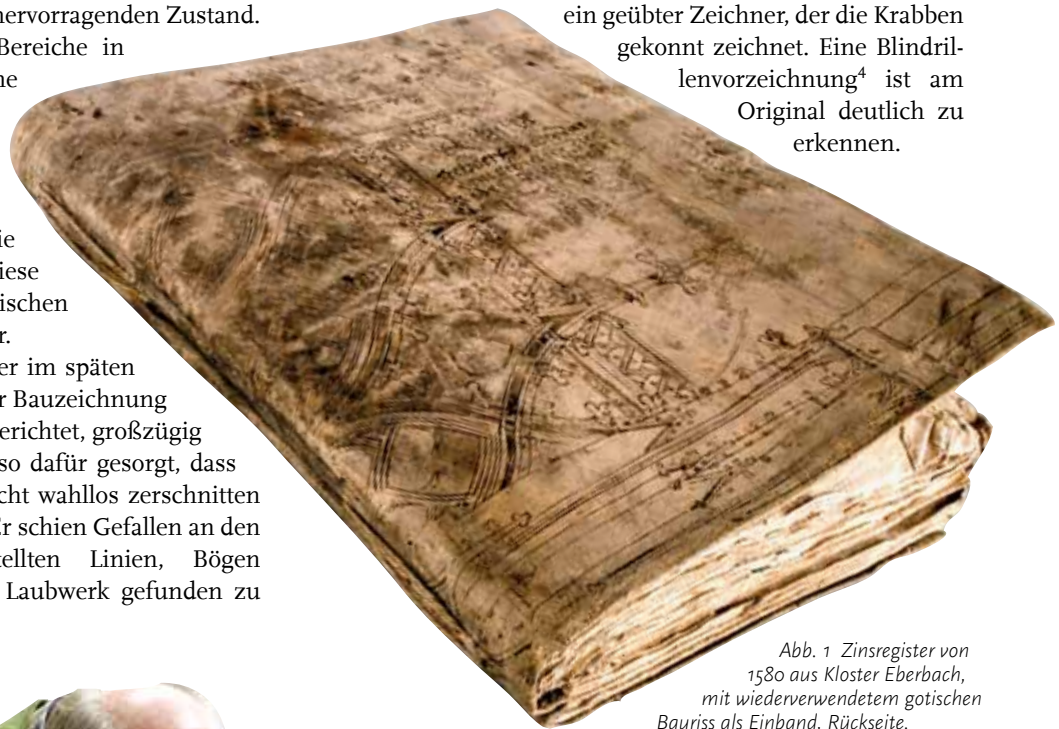 hervorragenden Zustand.
Bereiche in
ie
iese
ischen
r.
er im späten
r Bauzeichnung
erichtet, großzügig
so dafür gesorgt, dass
cht wahllos zerschnitten
Er schien Gefallen an den
tellten Linien, Bögen
Laubwerk gefunden zu
ein geübter Zeichner, der die Krabben
gekonnt zeichnet. Eine Blindril-
lenvorzeichnung⁴ ist am
Original deutlich zu
erkennen.
Abb. 1 Zinsregister von
1580 aus Kloster Eberbach,
mit wiederverwendetem gotischen
Bauriss als Einband, Rückseite.